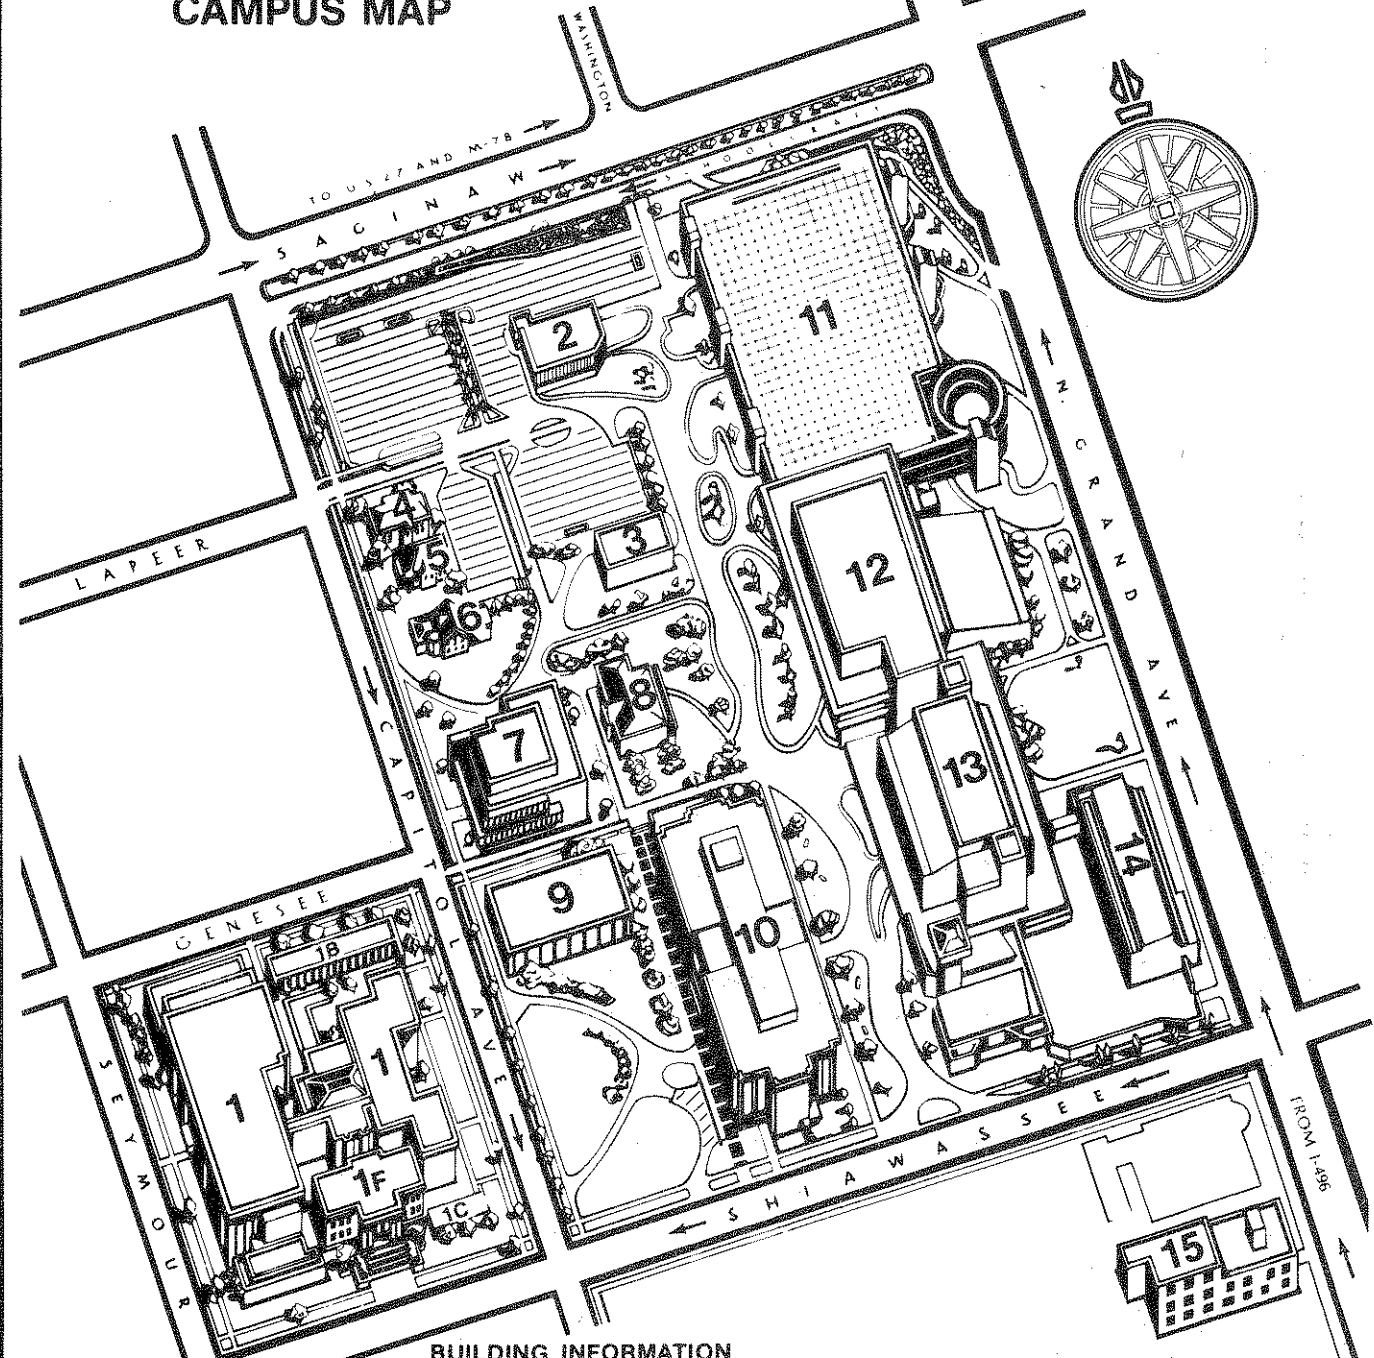 CAMPUS MAP
WASHINGTON
TO US 27 AND M-78
SAGINAW
SCHOOLCRAFT
11
2
N GRAND AVE
4
3
5
LAPEER
12
6
8
7
13
CAPITOL AVE
14
9
GENESEE
10
1B
1
1
SEYMOUR
FROM I-496
SHIAWASSEE
1F
1C
15
BUILDING INFORMATION